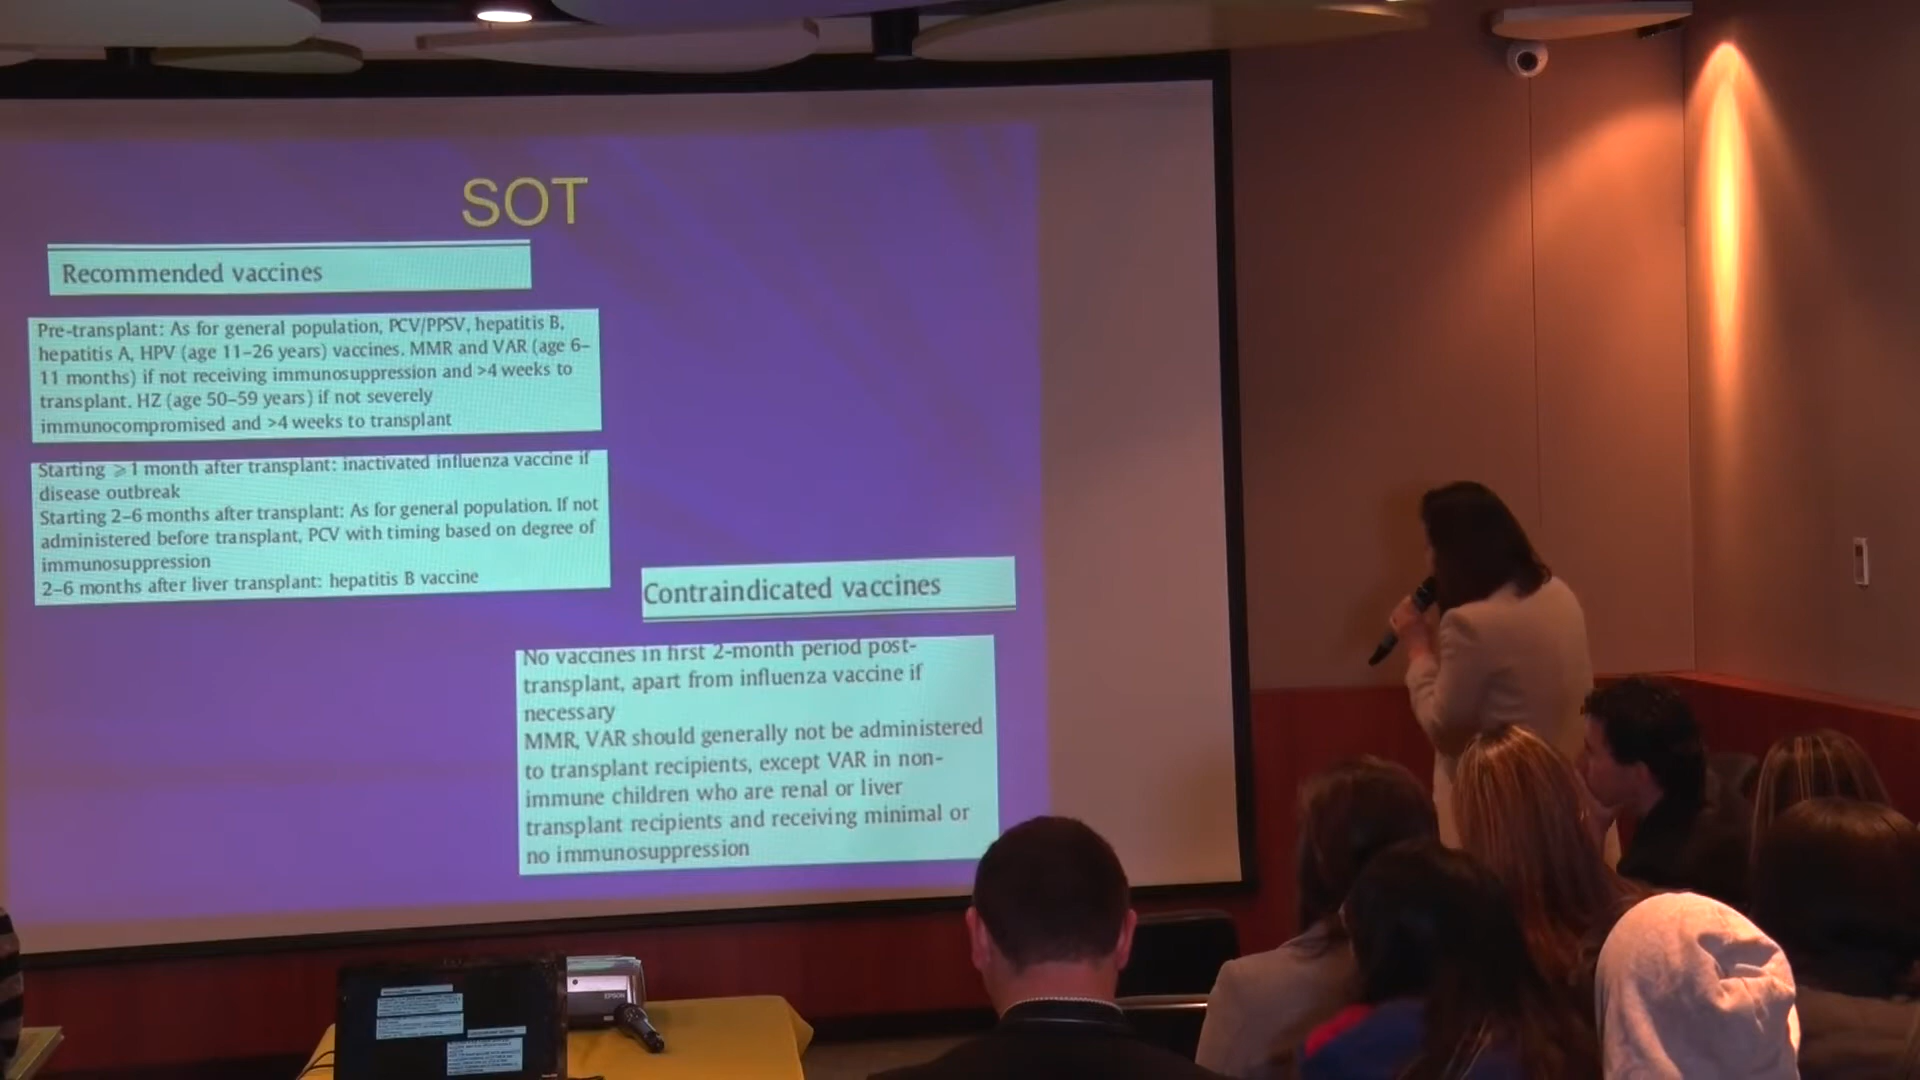 SOT
Recommended vaccines
Pre-transplant: As for general population, PCV/PPSV, hepatitis B,
hepatitis A, HPV (age 11–26 years) vaccines. MMR and VAR (age 6–
11 months) if not receiving immunosuppression and >4 weeks to
transplant. HZ (age 50–59 years) if not severely
immunocompromised and >4 weeks to transplant
Starting ⩾1 month after transplant: inactivated influenza vaccine if
disease outbreak
Starting 2–6 months after transplant: As for general population. If not
administered before transplant, PCV with timing based on degree of
immunosuppression
2–6 months after liver transplant: hepatitis B vaccine
Contraindicated vaccines
No vaccines in first 2-month period post-
transplant, apart from influenza vaccine if
necessary
MMR, VAR should generally not be administered
to transplant recipients, except VAR in non-
immune children who are renal or liver
transplant recipients and receiving minimal or
no immunosuppression
EPSON